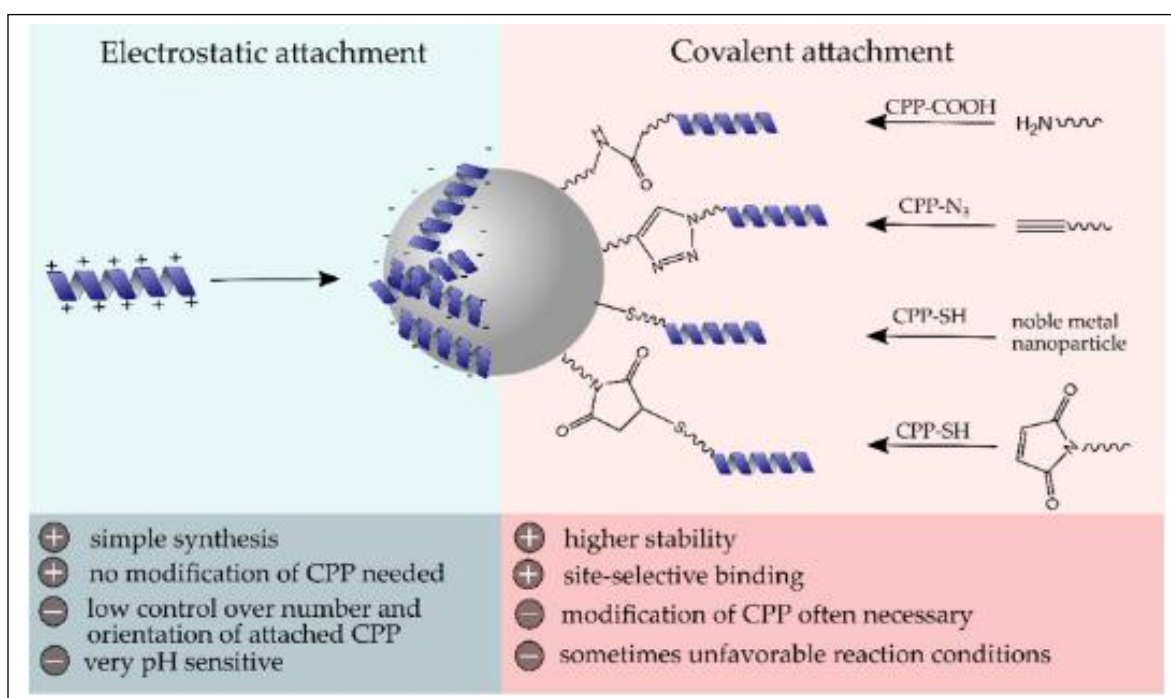 Electrostatic attachment
Covalent attachment
CPP-COOH
H₂N
N
H
O
CPP-N₃
N
N
N
CPP-SH
noble metal
nanoparticle
S
CPP-SH
O
N
O
S
O
N
O
+ + + + +
+ + + + +
- - - - - - - -
+ simple synthesis
+ no modification of CPP needed
- low control over number and
orientation of attached CPP
- very pH sensitive
+ higher stability
+ site-selective binding
- modification of CPP often necessary
- sometimes unfavorable reaction conditions